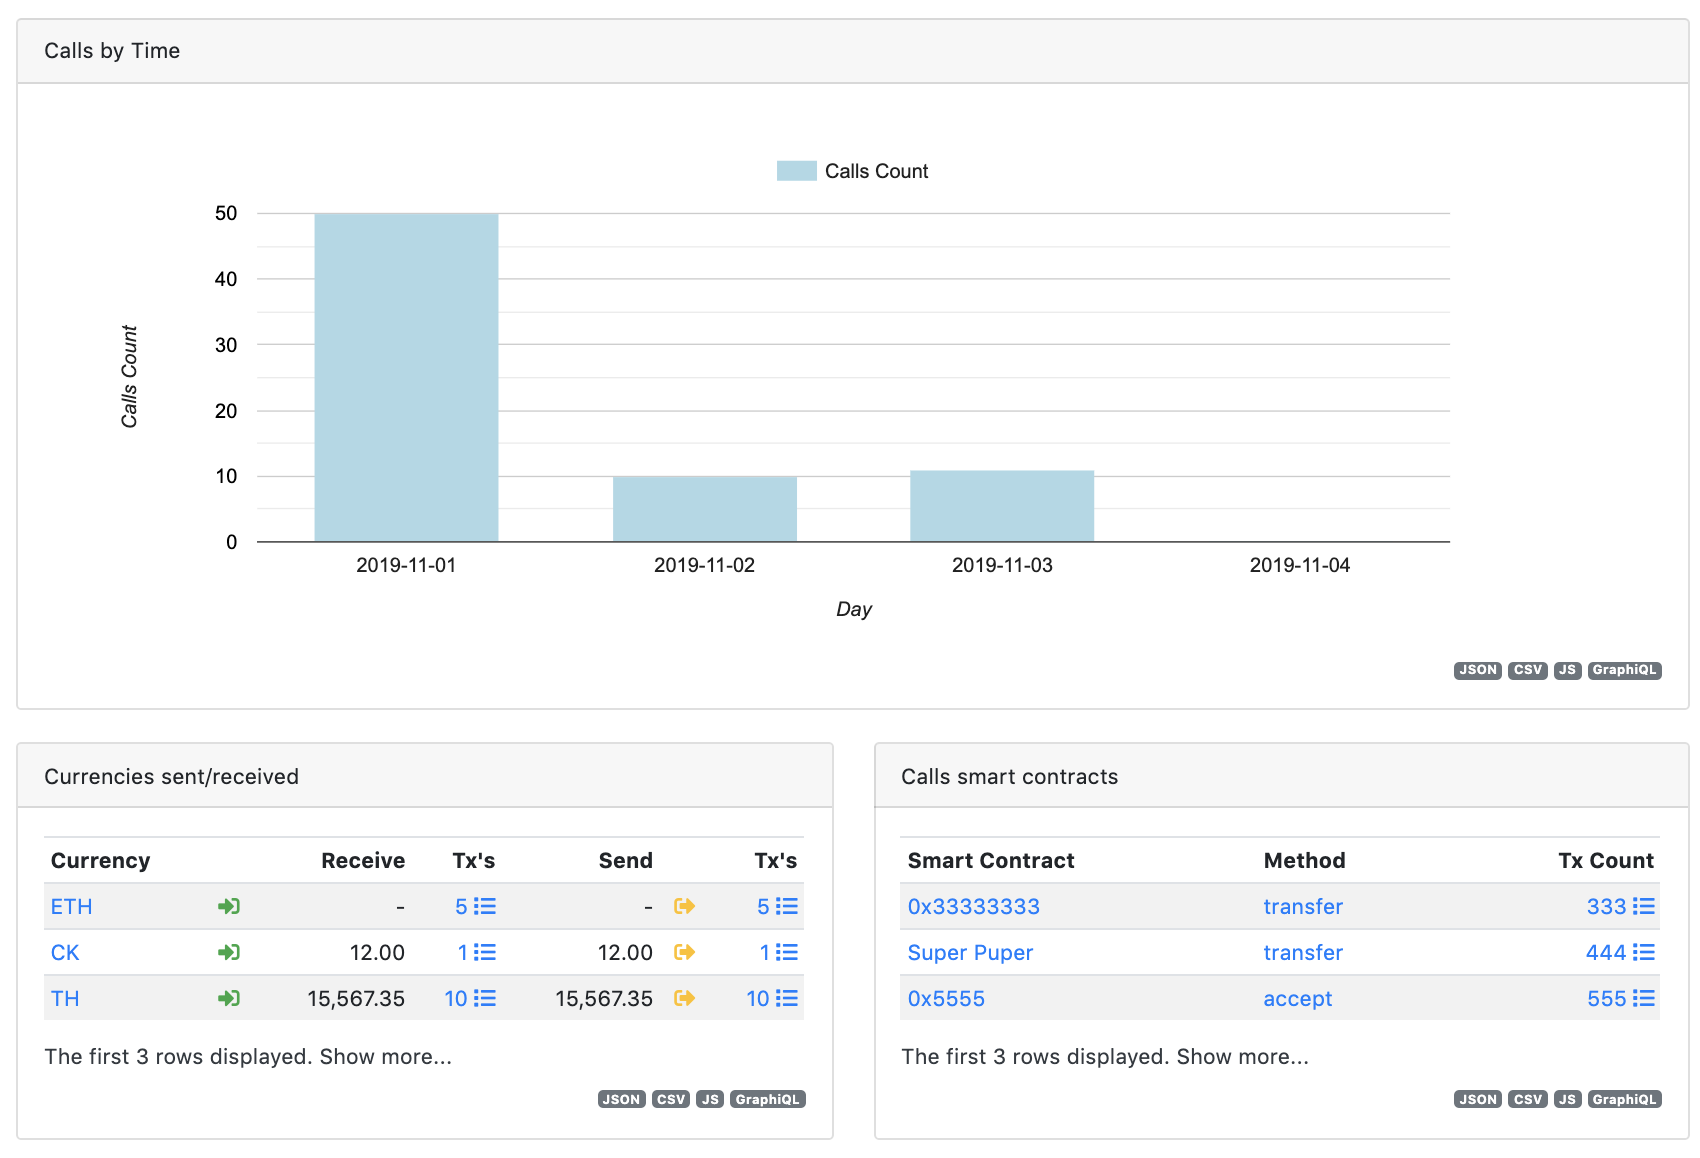 Calls by Time
Calls Count
50
40
30
20
10
0
Calls Count
2019-11-01 2019-11-02 2019-11-03 2019-11-04
Day
JSON CSV JS GraphiQL
Currencies sent/received
Currency Receive Tx's Send Tx's
ETH - 5 - 5
CK 12.00 1 12.00 1
TH 15,567.35 10 15,567.35 10
The first 3 rows displayed. Show more...
JSON CSV JS GraphiQL
Calls smart contracts
Smart Contract Method Tx Count
0x33333333 transfer 333
Super Puper transfer 444
0x5555 accept 555
The first 3 rows displayed. Show more...
JSON CSV JS GraphiQL